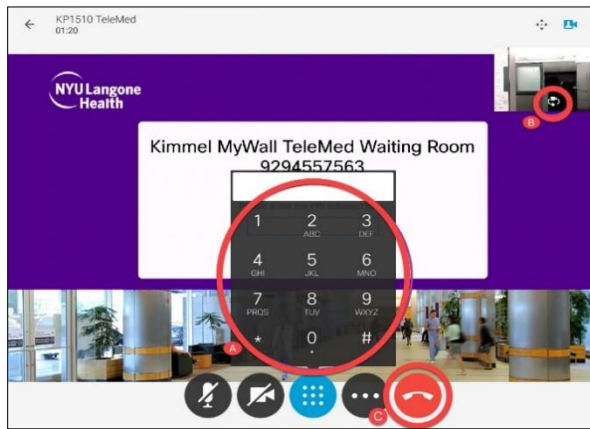 KP1510 TeleMed
01:20
NYU Langone
Health
B
Kimmel MyWall TeleMed Waiting Room
9294557563
1 2 3
ABC DEF
4 5 6
GHI JKL MNO
7 8 9
PRQS TUV WXYZ
* 0 #
A
C